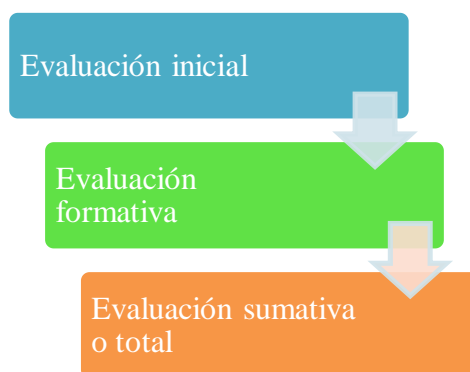 Evaluación inicial
Evaluación
formativa
Evaluación sumativa
o total